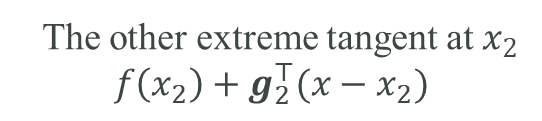 The other extreme tangent at x₂
f(x₂) + g₂ᵀ(x − x₂)